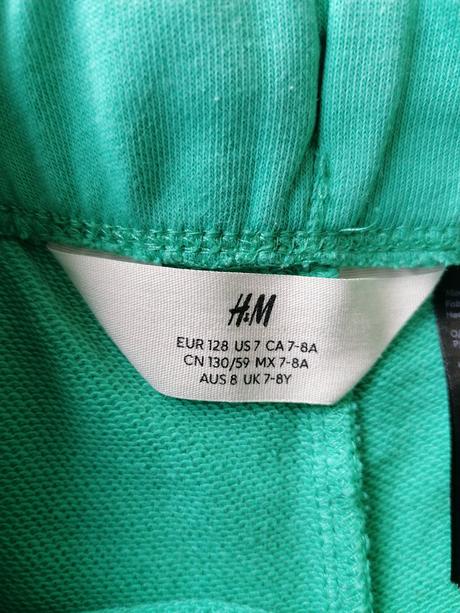 H&M
EUR 128 US 7 CA 7-8A
CN 130/59 MX 7-8A
AUS 8 UK 7-8Y